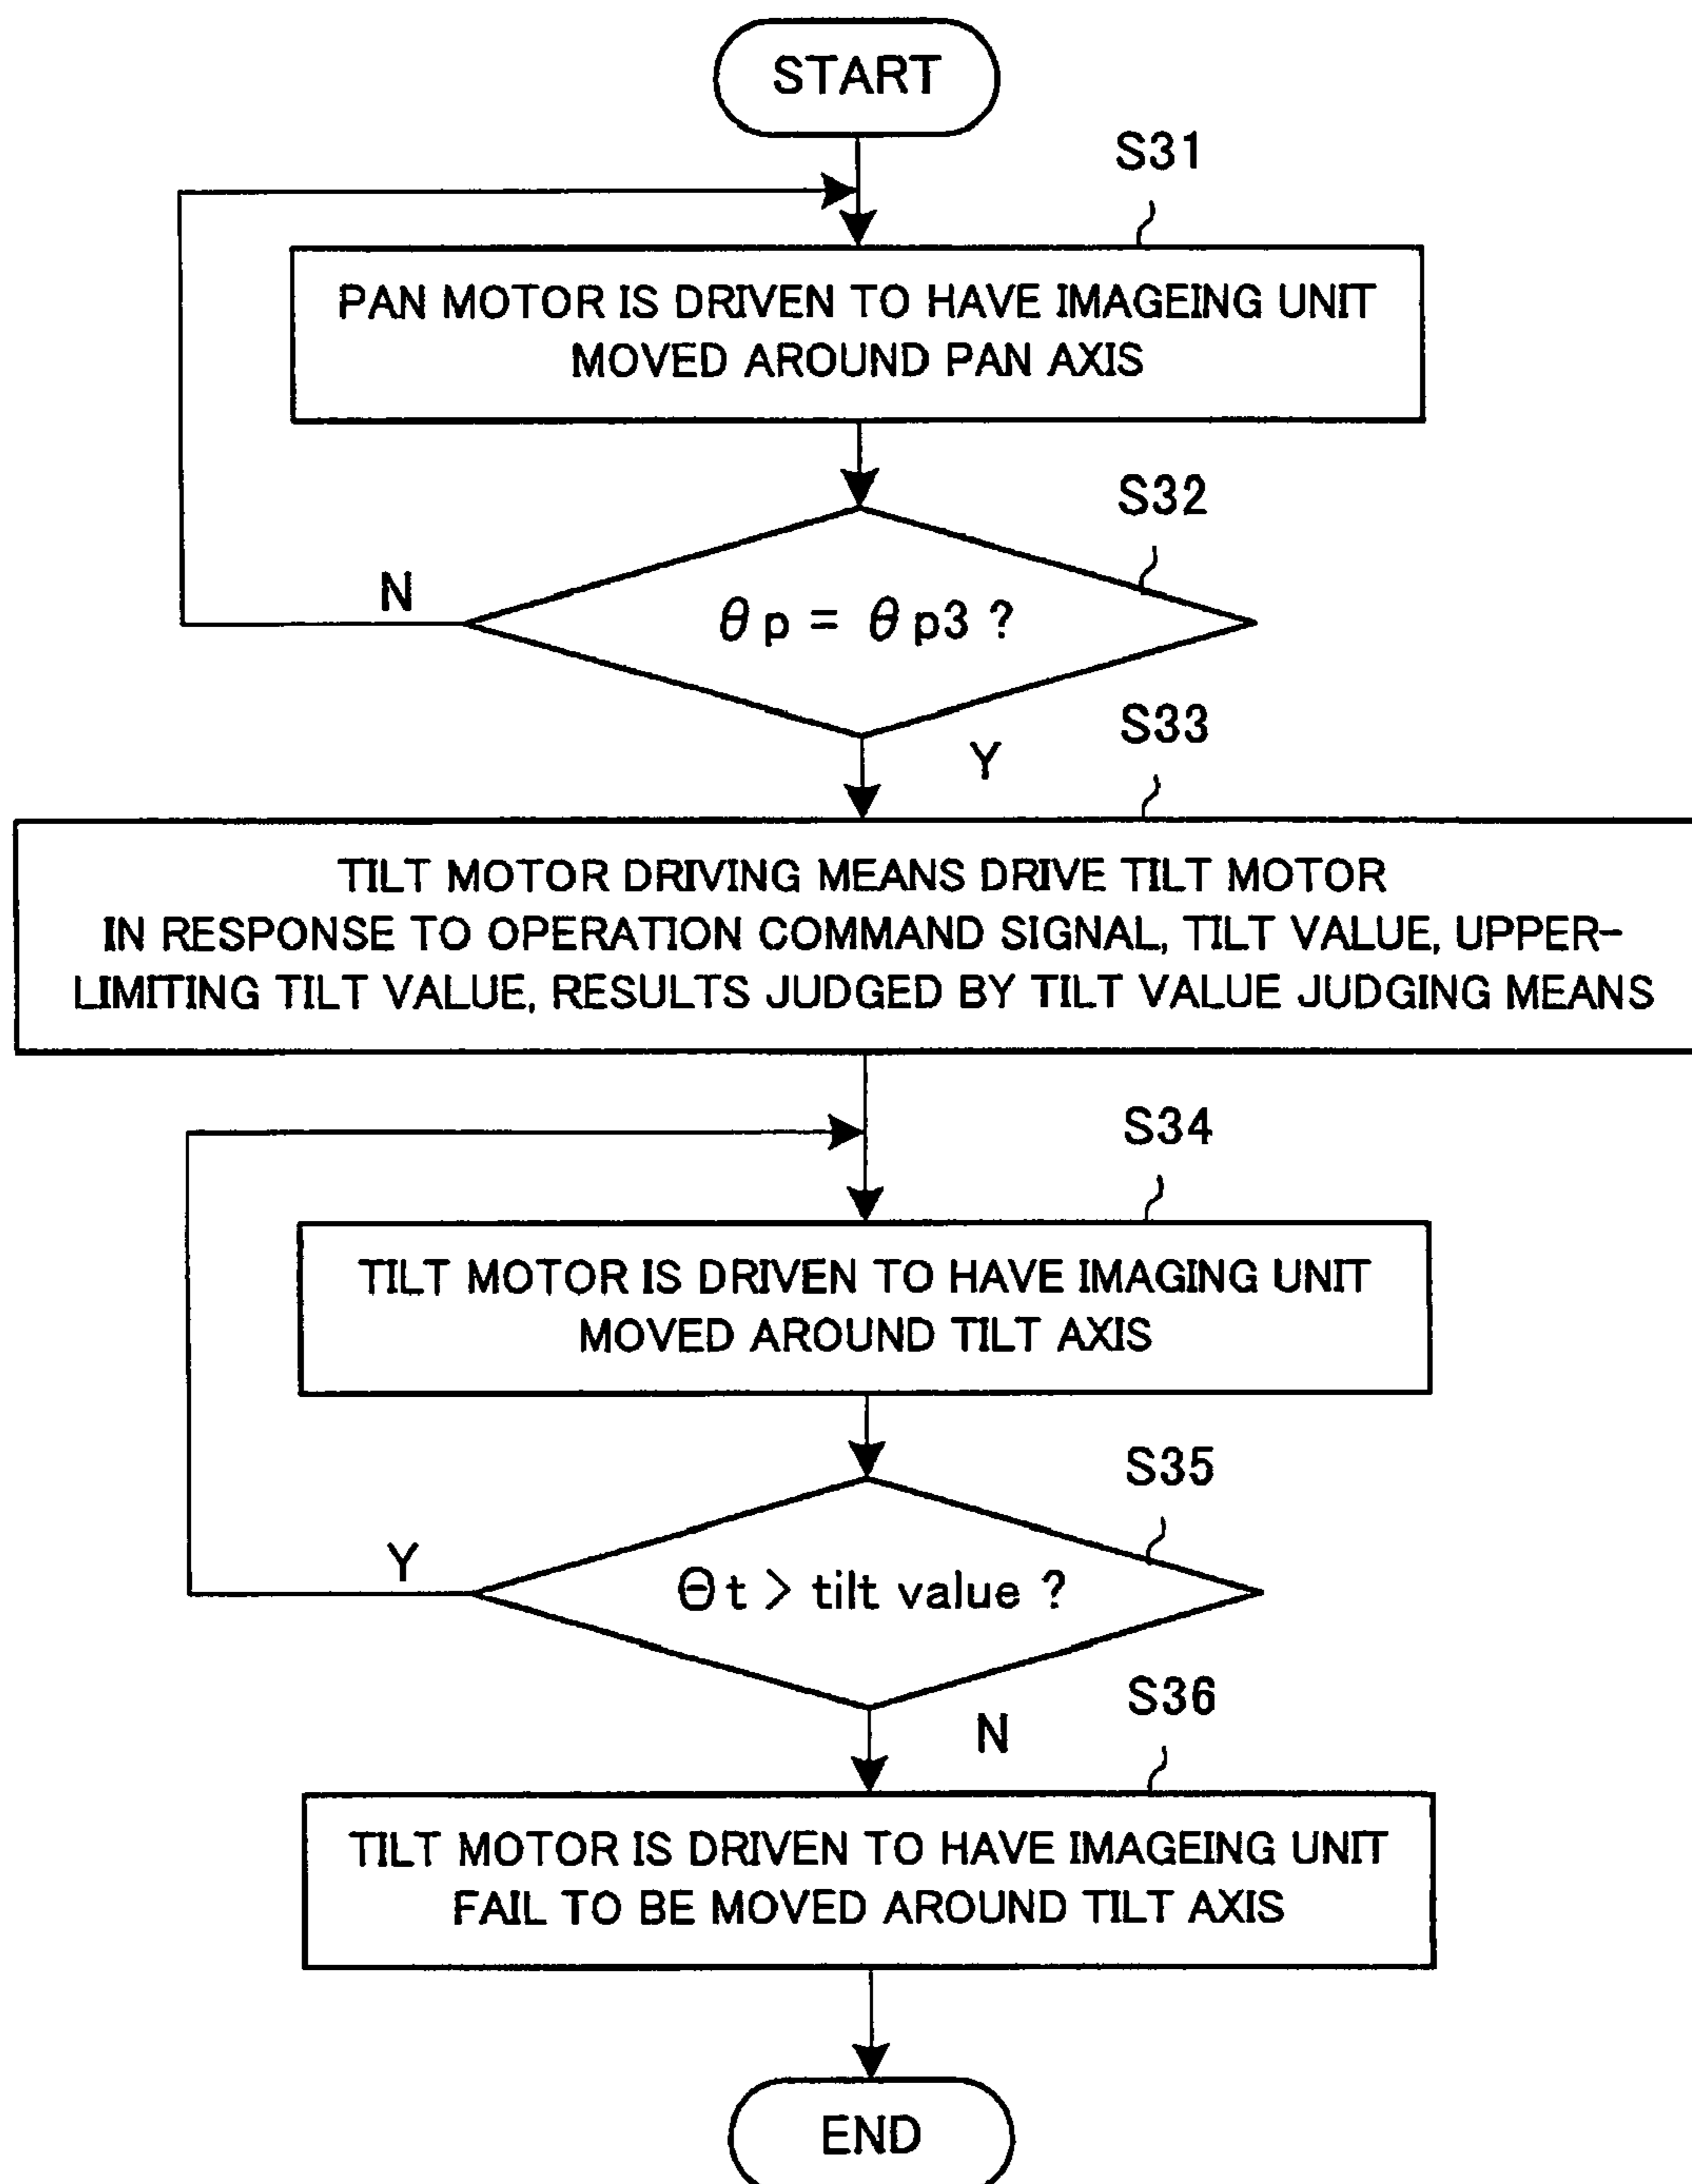 START
S31
PAN MOTOR IS DRIVEN TO HAVE IMAGEING UNIT
MOVED AROUND PAN AXIS
S32
N
θp = θp3 ?
Y
S33
TILT MOTOR DRIVING MEANS DRIVE TILT MOTOR
IN RESPONSE TO OPERATION COMMAND SIGNAL, TILT VALUE, UPPER-
LIMITING TILT VALUE, RESULTS JUDGED BY TILT VALUE JUDGING MEANS
S34
TILT MOTOR IS DRIVEN TO HAVE IMAGING UNIT
MOVED AROUND TILT AXIS
S35
Y
Θt > tilt value ?
N
S36
TILT MOTOR IS DRIVEN TO HAVE IMAGEING UNIT
FAIL TO BE MOVED AROUND TILT AXIS
END